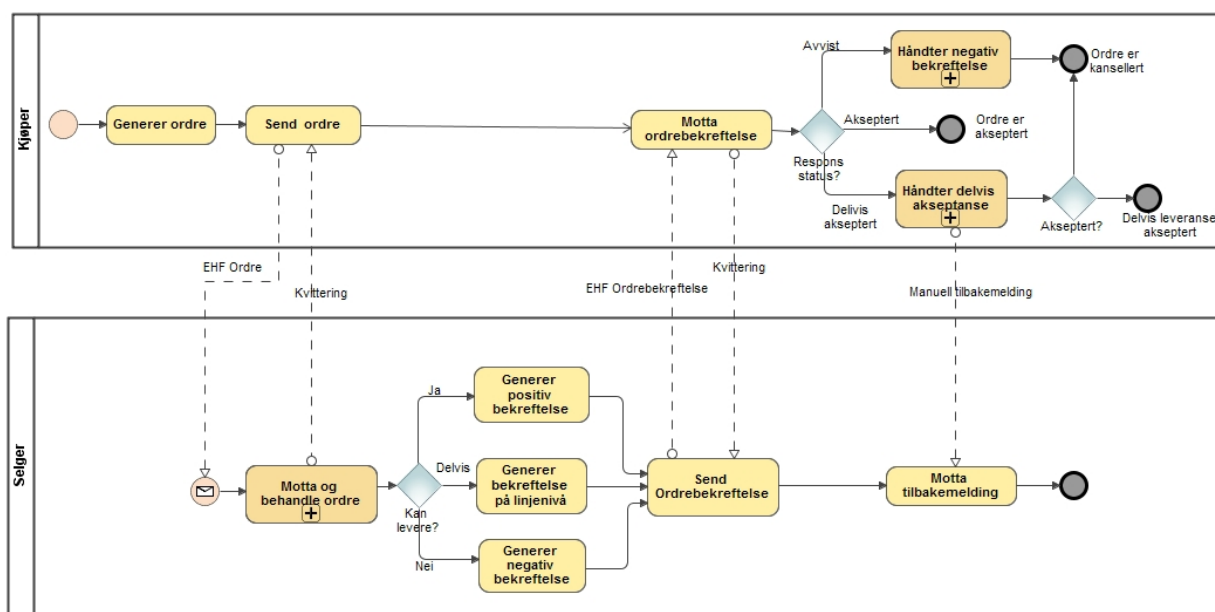 Kjøper
Generer ordre
Send ordre
Motta
ordrebekreftelse
Respons
status?
Avvist
Håndter negativ
bekreftelse
Ordre er
kansellert
Akseptert
Ordre er
akseptert
Delivis
akseptert
Håndter delvis
akseptanse
Akseptert?
Delvis leveranse
akseptert
EHF Ordre
Kvittering
EHF Ordrebekreftelse
Kvittering
Manuell tilbakemelding
Selger
Motta og
behandle ordre
Kan
levere?
Ja
Generer
positiv
bekreftelse
Delvis
Generer
bekreftelse
på linjenivå
Nei
Generer
negativ
bekreftelse
Send
Ordrebekreftelse
Motta
tilbakemelding